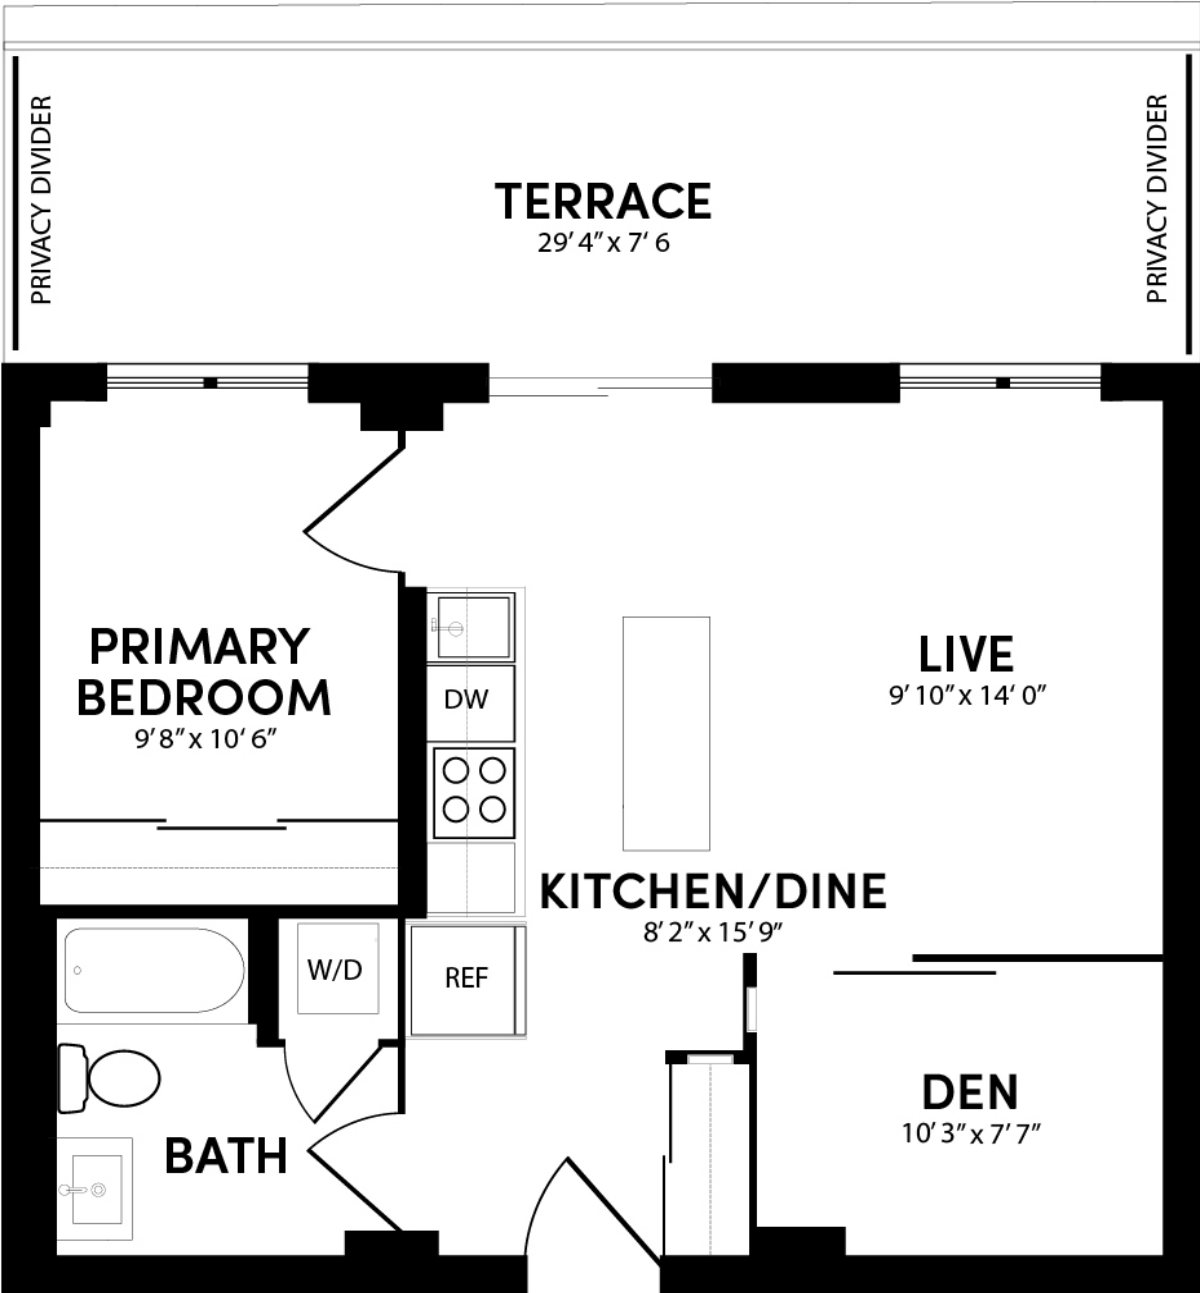 PRIVACY DIVIDER
PRIVACY DIVIDER
TERRACE
29' 4" x 7' 6
PRIMARY
BEDROOM
9' 8" x 10' 6"
LIVE
9' 10" x 14' 0"
DW
KITCHEN/DINE
8' 2" x 15' 9"
W/D
REF
DEN
10' 3" x 7' 7"
BATH